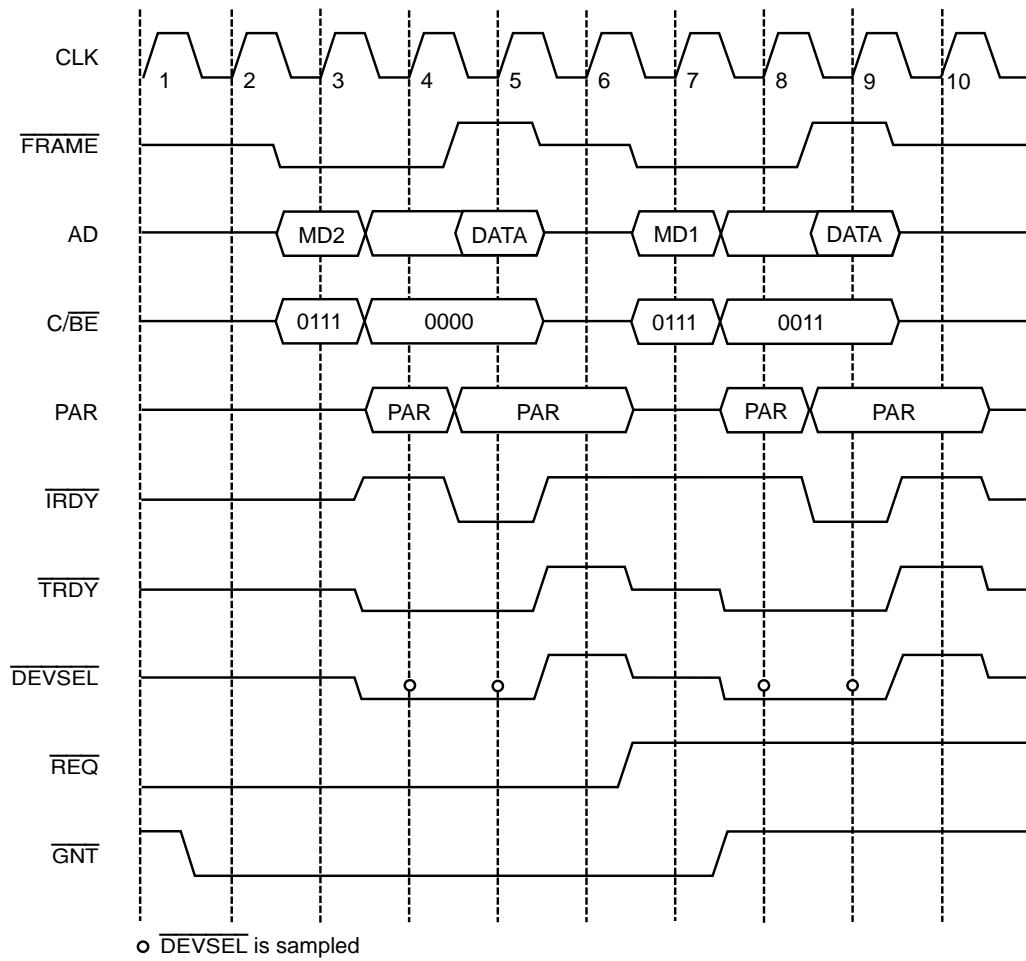 CLK
1 2 3 4 5 6 7 8 9 10
FRAME
AD
MD2 DATA MD1 DATA
C/BE
0111 0000 0111 0011
PAR
PAR PAR PAR PAR
IRDY
TRDY
DEVSEL
REQ
GNT
DEVSEL is sampled